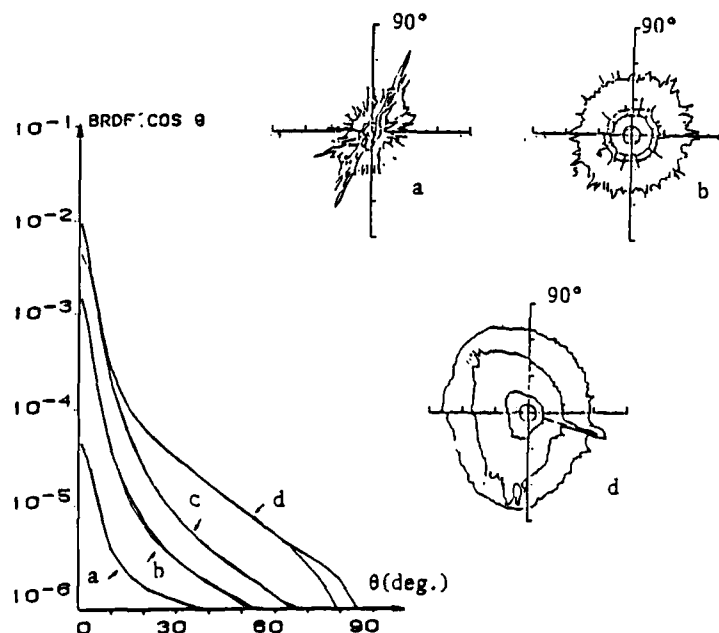 90°
90°
BRDF.COS θ
10⁻¹
a
b
10⁻²
90°
10⁻³
10⁻⁴
c
d
d
10⁻⁵
a
b
10⁻⁶
θ(deg.)
0
30
60
90